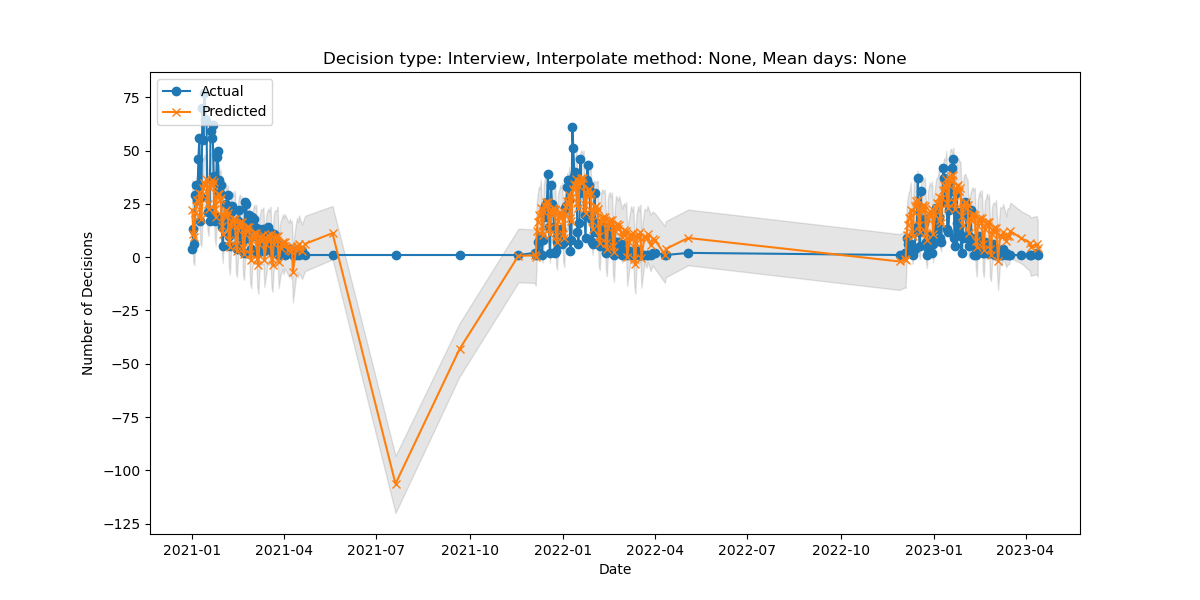 Decision type: Interview, Interpolate method: None, Mean days: None
Actual
Predicted
75
50
25
0
−25
−50
−75
−100
−125
Number of Decisions
2021-01 2021-04 2021-07 2021-10 2022-01 2022-04 2022-07 2022-10 2023-01 2023-04
Date